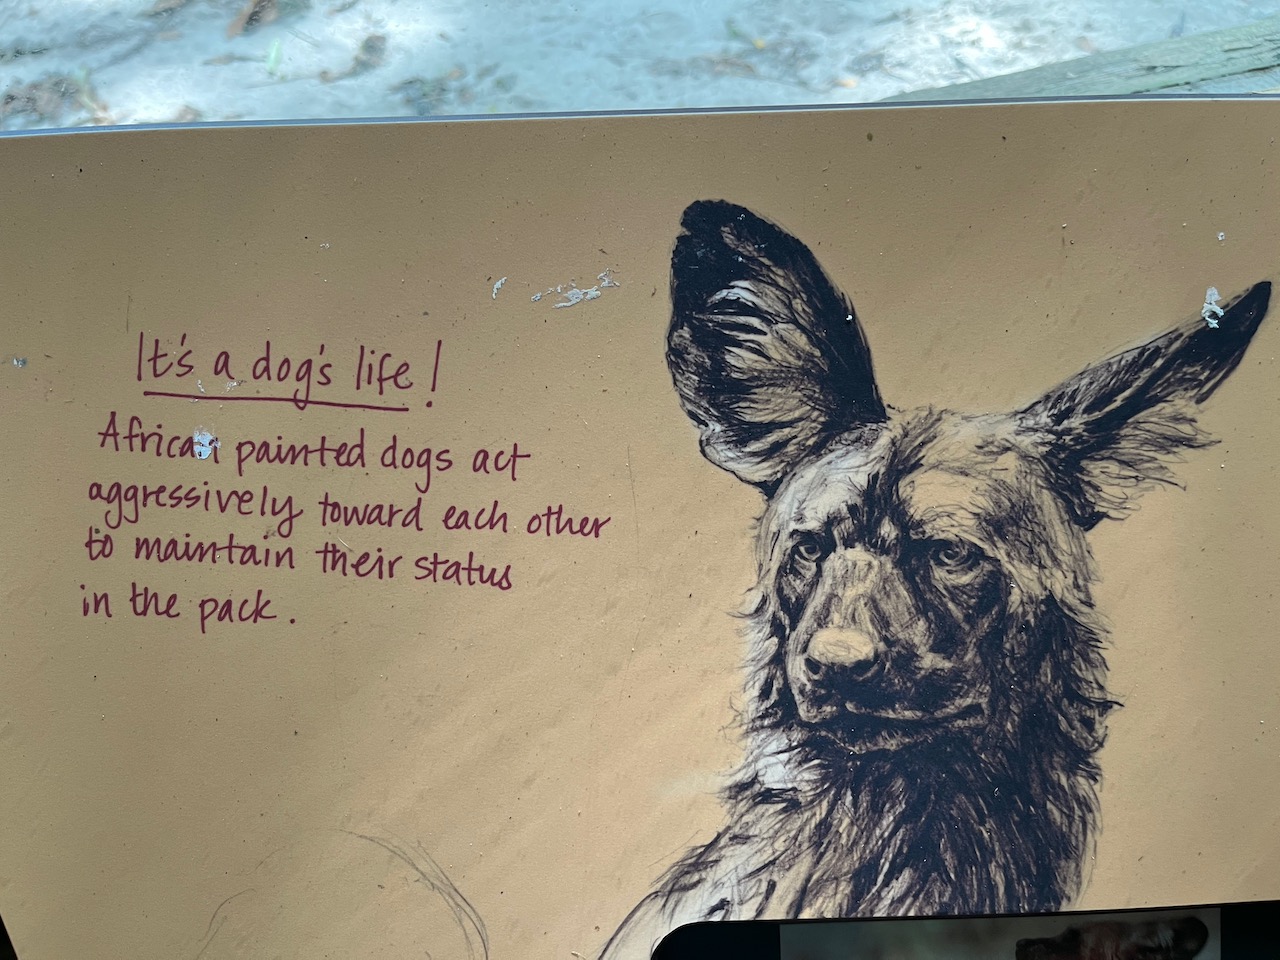 It's a dog's life!
African painted dogs act
aggressively toward each other
to maintain their status
in the pack.